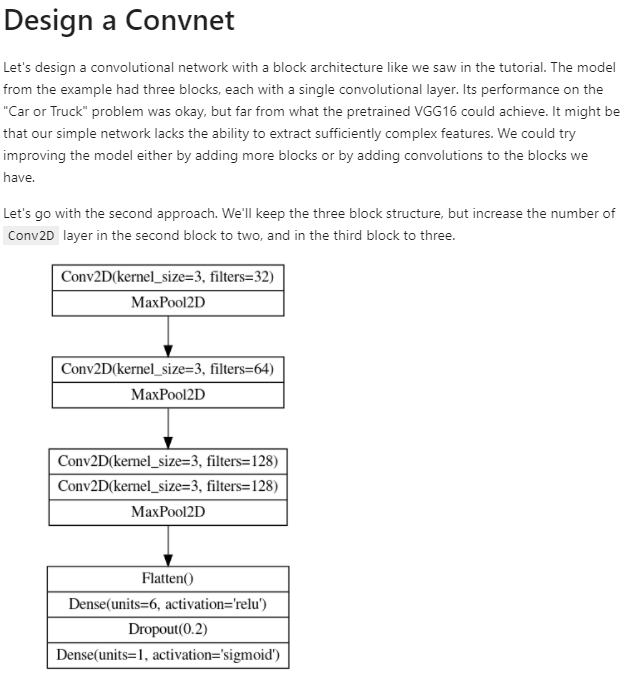 Design a Convnet
Let's design a convolutional network with a block architecture like we saw in the tutorial. The model
from the example had three blocks, each with a single convolutional layer. Its performance on the
"Car or Truck" problem was okay, but far from what the pretrained VGG16 could achieve. It might be
that our simple network lacks the ability to extract sufficiently complex features. We could try
improving the model either by adding more blocks or by adding convolutions to the blocks we
have.
Let's go with the second approach. We'll keep the three block structure, but increase the number of
Conv2D layer in the second block to two, and in the third block to three.
Conv2D(kernel_size=3, filters=32)
MaxPool2D
Conv2D(kernel_size=3, filters=64)
MaxPool2D
Conv2D(kernel_size=3, filters=128)
Conv2D(kernel_size=3, filters=128)
MaxPool2D
Flatten()
Dense(units=6, activation='relu')
Dropout(0.2)
Dense(units=1, activation='sigmoid')